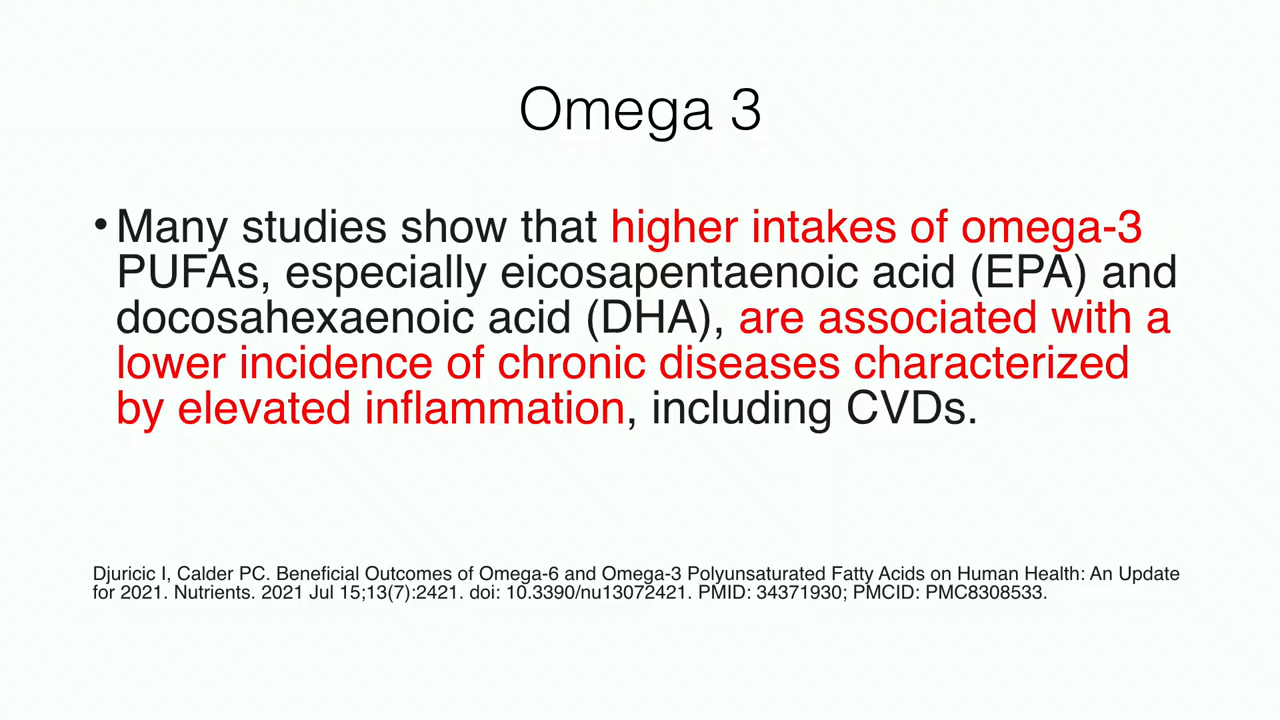 Omega 3
• Many studies show that higher intakes of omega-3
PUFAs, especially eicosapentaenoic acid (EPA) and
docosahexaenoic acid (DHA), are associated with a
lower incidence of chronic diseases characterized
by elevated inflammation, including CVDs.
Djuricic I, Calder PC. Beneficial Outcomes of Omega-6 and Omega-3 Polyunsaturated Fatty Acids on Human Health: An Update
for 2021. Nutrients. 2021 Jul 15;13(7):2421. doi: 10.3390/nu13072421. PMID: 34371930; PMCID: PMC8308533.